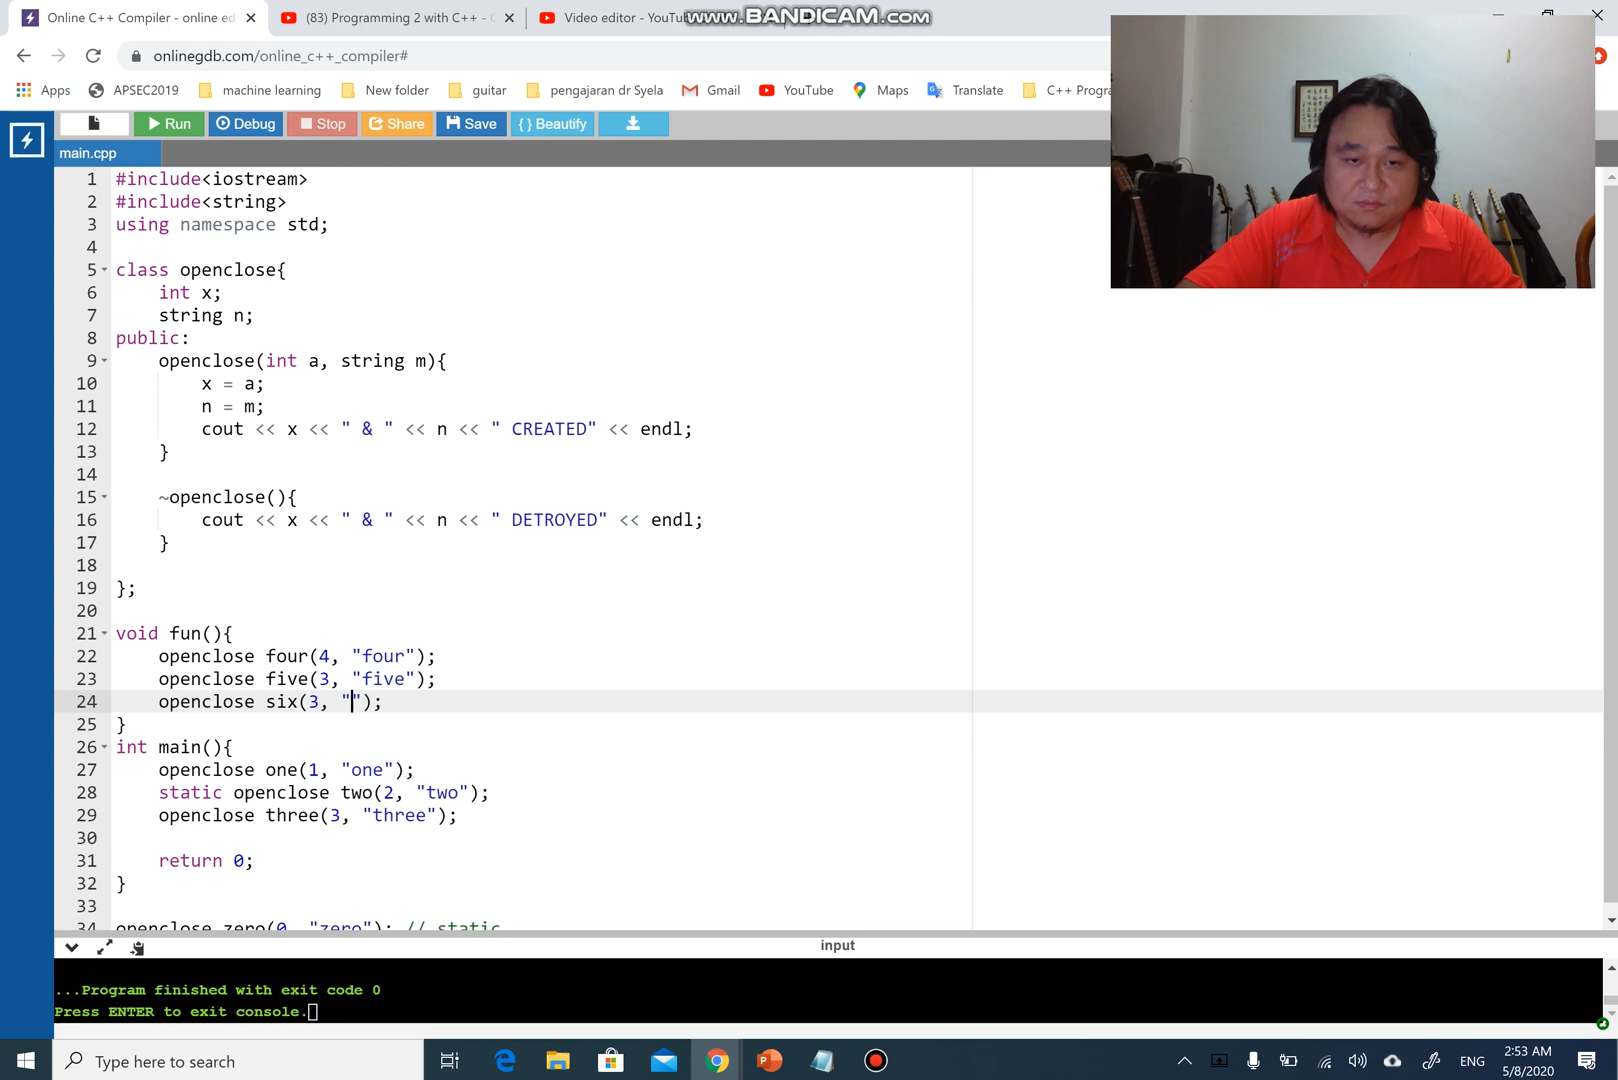 Online C++ Compiler - online ed
(83) Programming 2 with C++ - 
Video editor - YouTu
www.BANDICAM.com
onlinegdb.com/online_c++_compiler#
Apps
APSEC2019
machine learning
New folder
guitar
pengajaran dr Syela
Gmail
YouTube
Maps
Translate
C++ Progra
Run
Debug
Stop
Share
Save
{ } Beautify
main.cpp
1 #include<iostream>
2 #include<string>
3 using namespace std;
4
5 class openclose{
6 int x;
7 string n;
8 public:
9 openclose(int a, string m){
10 x = a;
11 n = m;
12 cout << x << " & " << n << " CREATED" << endl;
13 }
14
15 ~openclose(){
16 cout << x << " & " << n << " DETROYED" << endl;
17 }
18
19 };
20
21 void fun(){
22 openclose four(4, "four");
23 openclose five(3, "five");
24 openclose six(3, "");
25 }
26 int main(){
27 openclose one(1, "one");
28 static openclose two(2, "two");
29 openclose three(3, "three");
30
31 return 0;
32 }
33
34 openclose zero(0, "zero"); // static
input
...Program finished with exit code 0
Press ENTER to exit console.
Type here to search
ENG
2:53 AM
5/8/2020